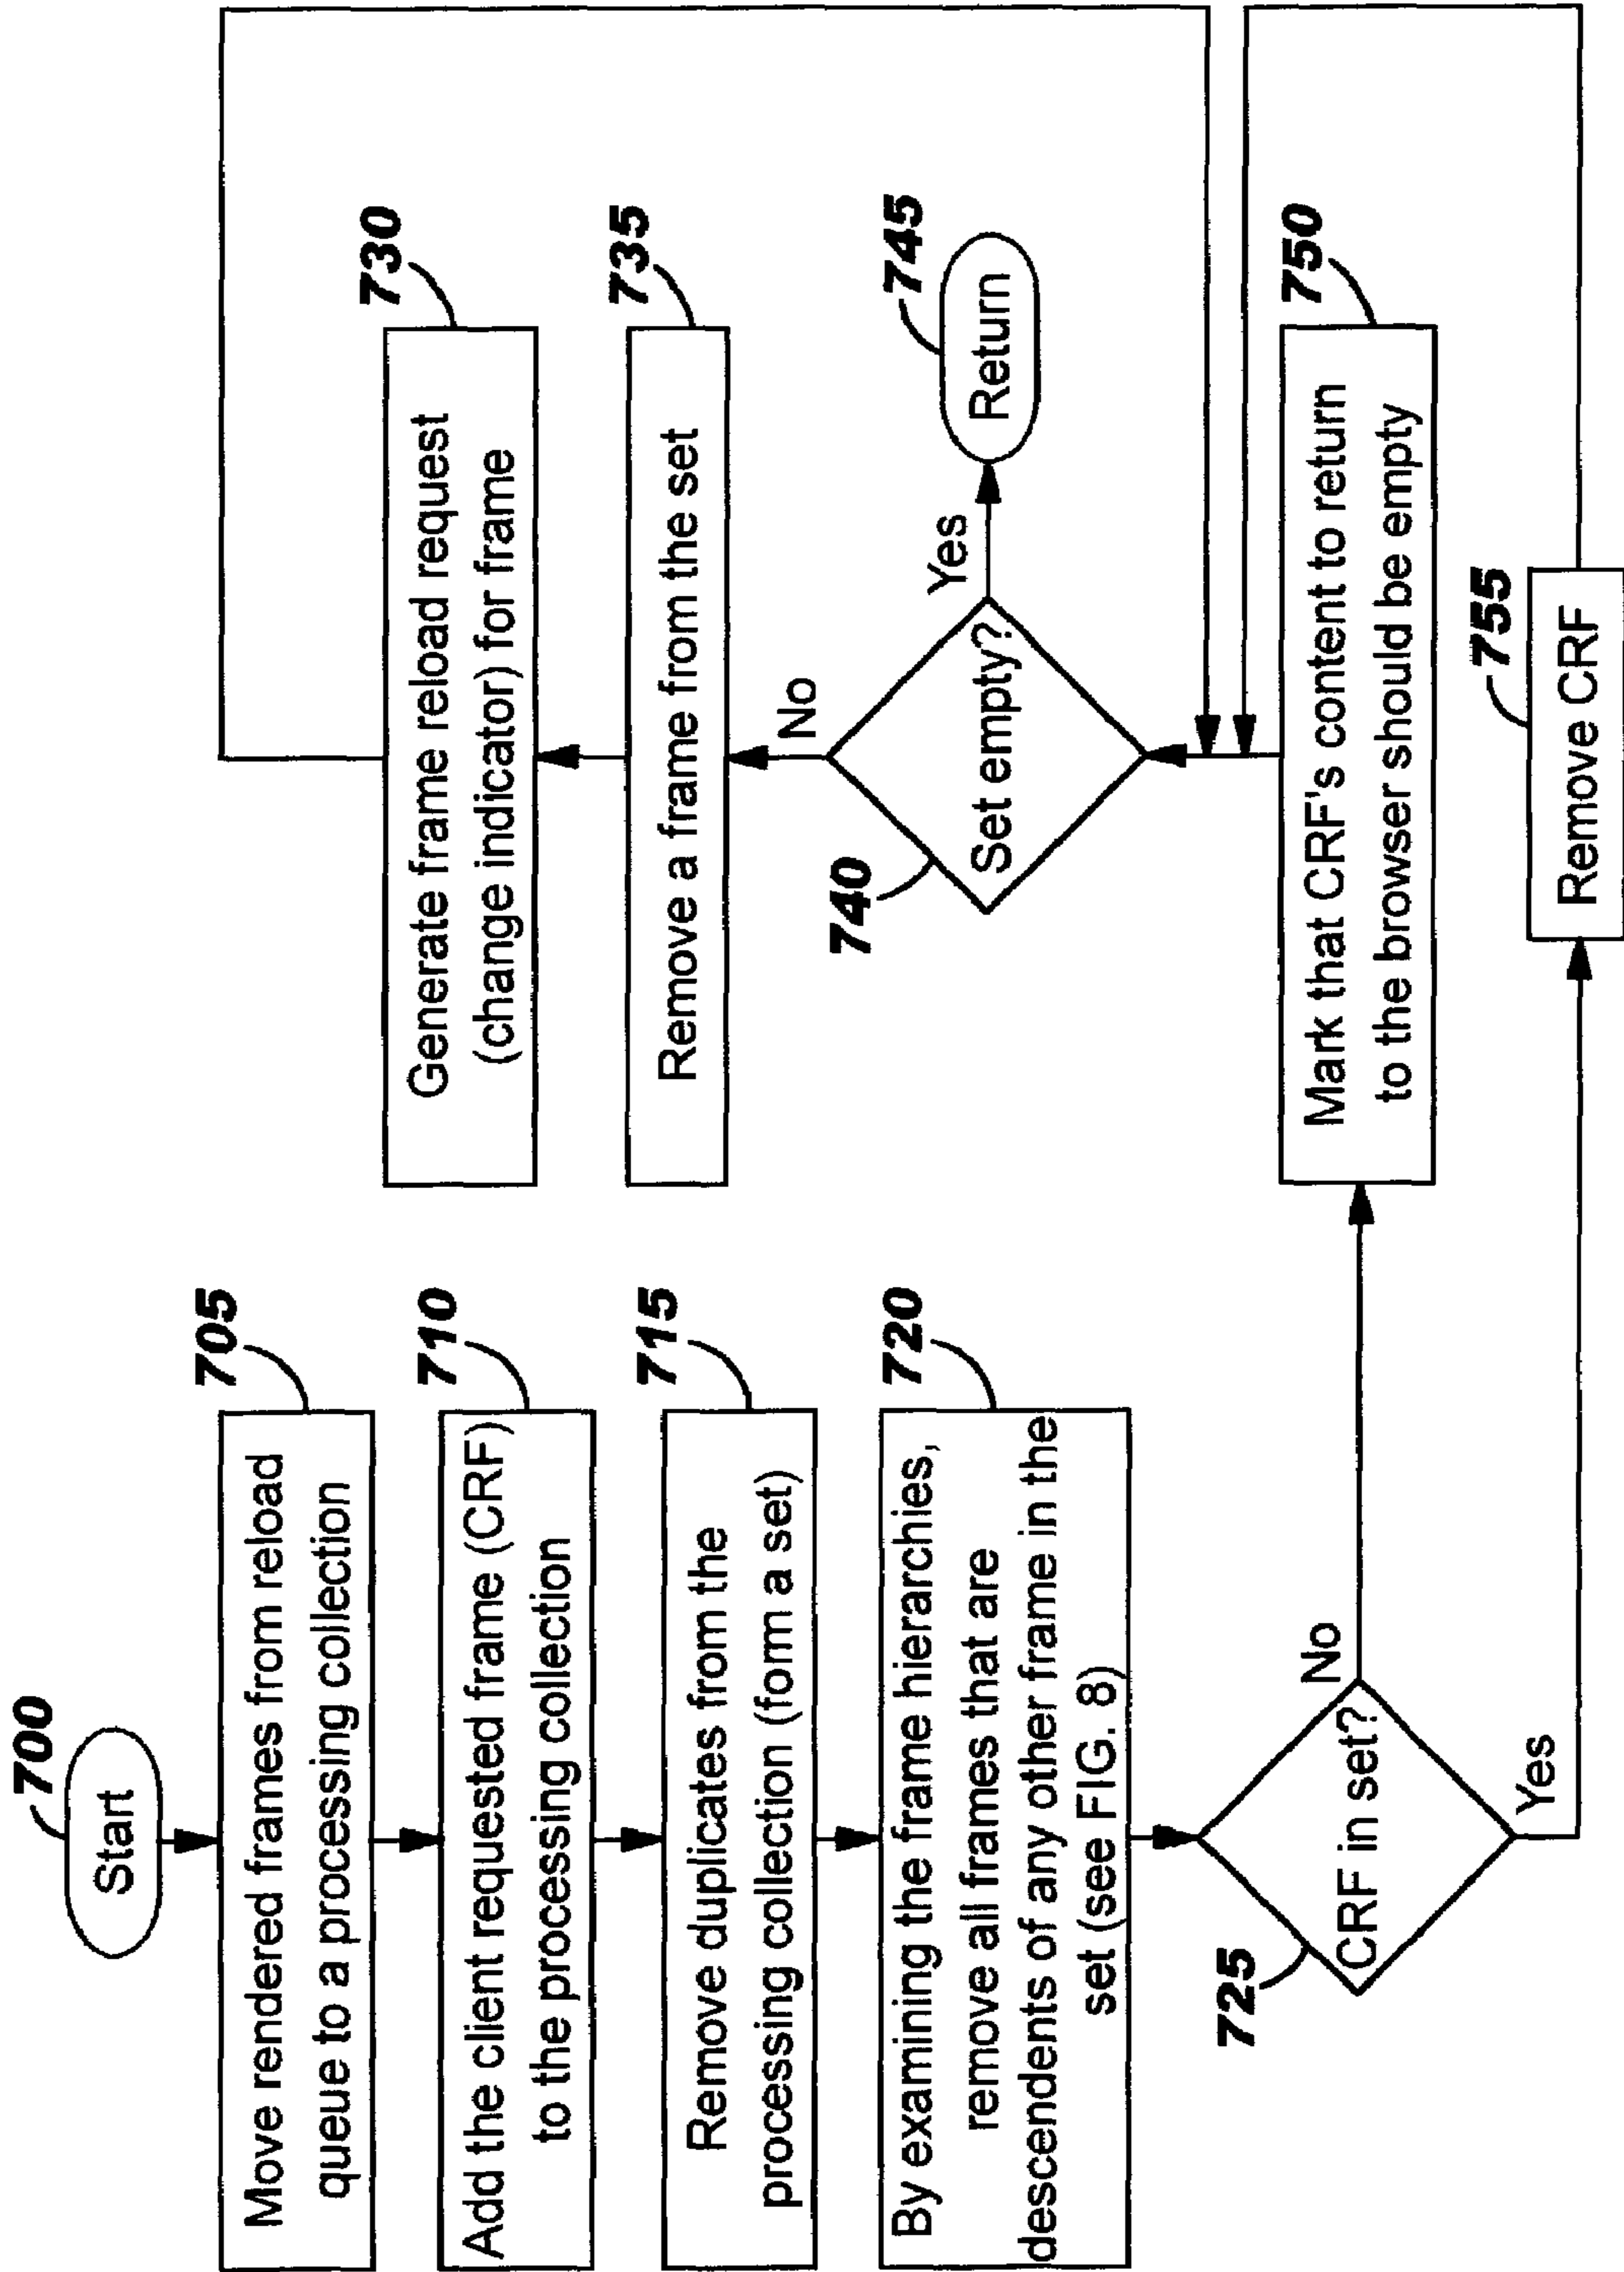 700
Start
705
Move rendered frames from reload
queue to a processing collection
710
Add the client requested frame (CRF)
to the processing collection
715
Remove duplicates from the
processing collection (form a set)
720
By examining the frame hierarchies,
remove all frames that are
descendents of any other frame in the
set (see FIG. 8)
725
CRF in set?
No
Yes
730
Generate frame reload request
(change indicator) for frame
735
Remove a frame from the set
No
740
Set empty?
Yes
745
Return
750
Mark that CRF's content to return
to the browser should be empty
755
Remove CRF